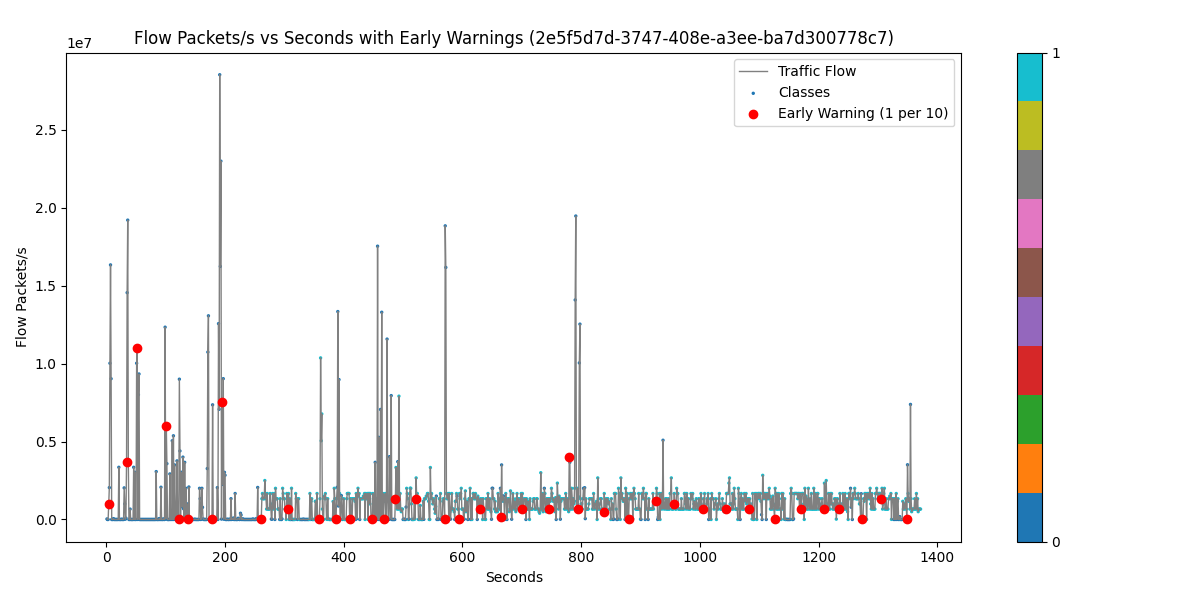 Flow Packets/s vs Seconds with Early Warnings (2e5f5d7d-3747-408e-a3ee-ba7d300778c7)
1e7
Traffic Flow
Classes
Early Warning (1 per 10)
2.5
2.0
1.5
1.0
0.5
0.0
Flow Packets/s
0 200 400 600 800 1000 1200 1400
Seconds
1
0